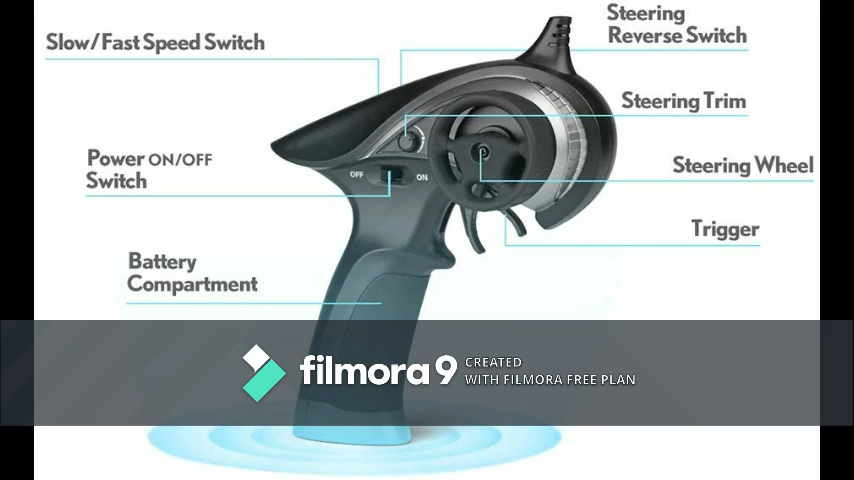 Slow/Fast Speed Switch
Steering
Reverse Switch
Steering Trim
Power ON/OFF
Switch
OFF
ON
Steering Wheel
Trigger
Battery
Compartment
filmora9
CREATED
WITH FILMORA FREE PLAN